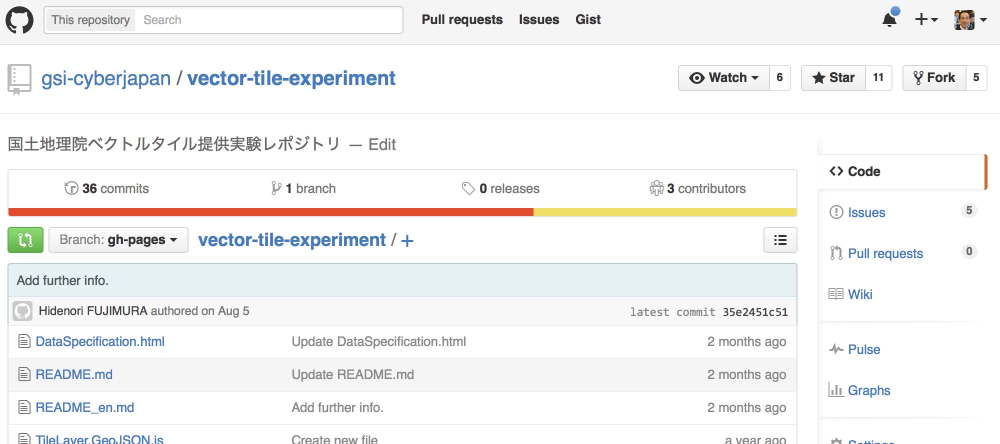 This repository Search Pull requests Issues Gist
gsi-cyberjapan / vector-tile-experiment Watch 6 Star 11 Fork 5
国土地理院ベクトルタイル提供実験レポジトリ — Edit
36 commits 1 branch 0 releases 3 contributors
Branch: gh-pages vector-tile-experiment / +
Add further info.
Hidenori FUJIMURA authored on Aug 5 latest commit 35e2451c51
DataSpecification.html Update DataSpecification.html 2 months ago
README.md Update README.md 2 months ago
README_en.md Add further info. 2 months ago
TileLayer.GeoJSON.js Create new file a year ago
Code
Issues 5
Pull requests 0
Wiki
Pulse
Graphs
Settings